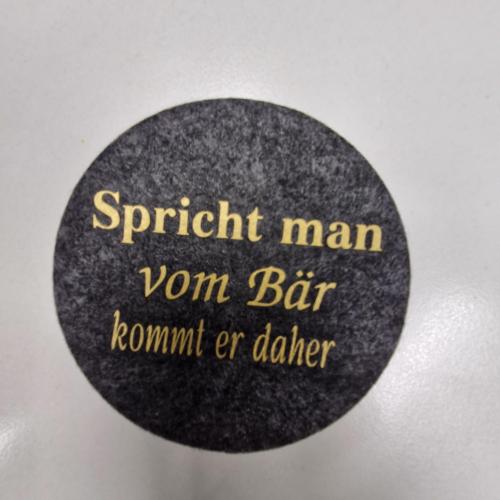 Spricht man
vom Bär
kommt er daher